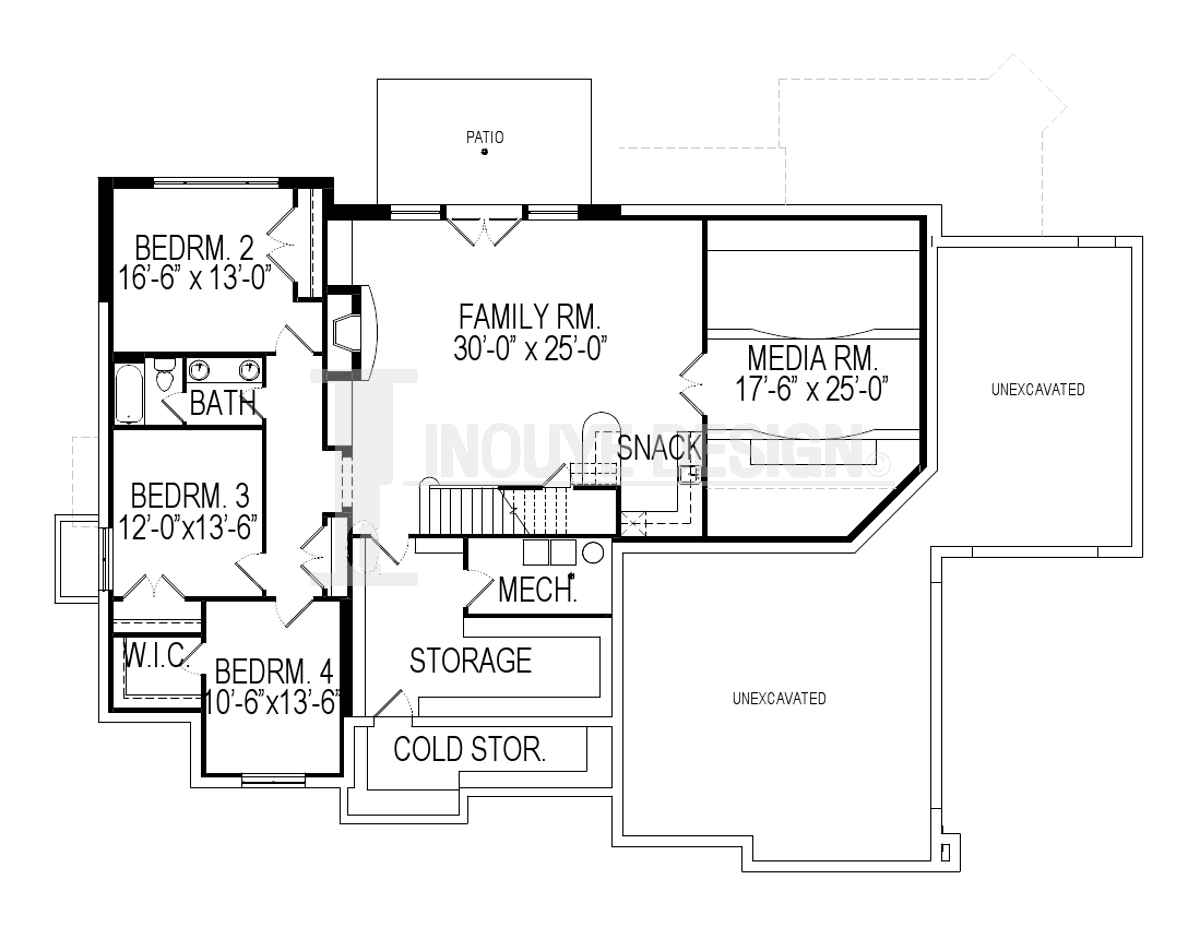 PATIO
BEDRM. 2
16'-6" x 13'-0"
FAMILY RM.
30'-0" x 25'-0"
MEDIA RM.
17'-6" x 25'-0"
UNEXCAVATED
BATH
INOUYE DESIGN ©
SNACK
BEDRM. 3
12'-0"x13'-6"
MECH.
W.I.C.
BEDRM. 4
10'-6"x13'-6"
STORAGE
UNEXCAVATED
COLD STOR.